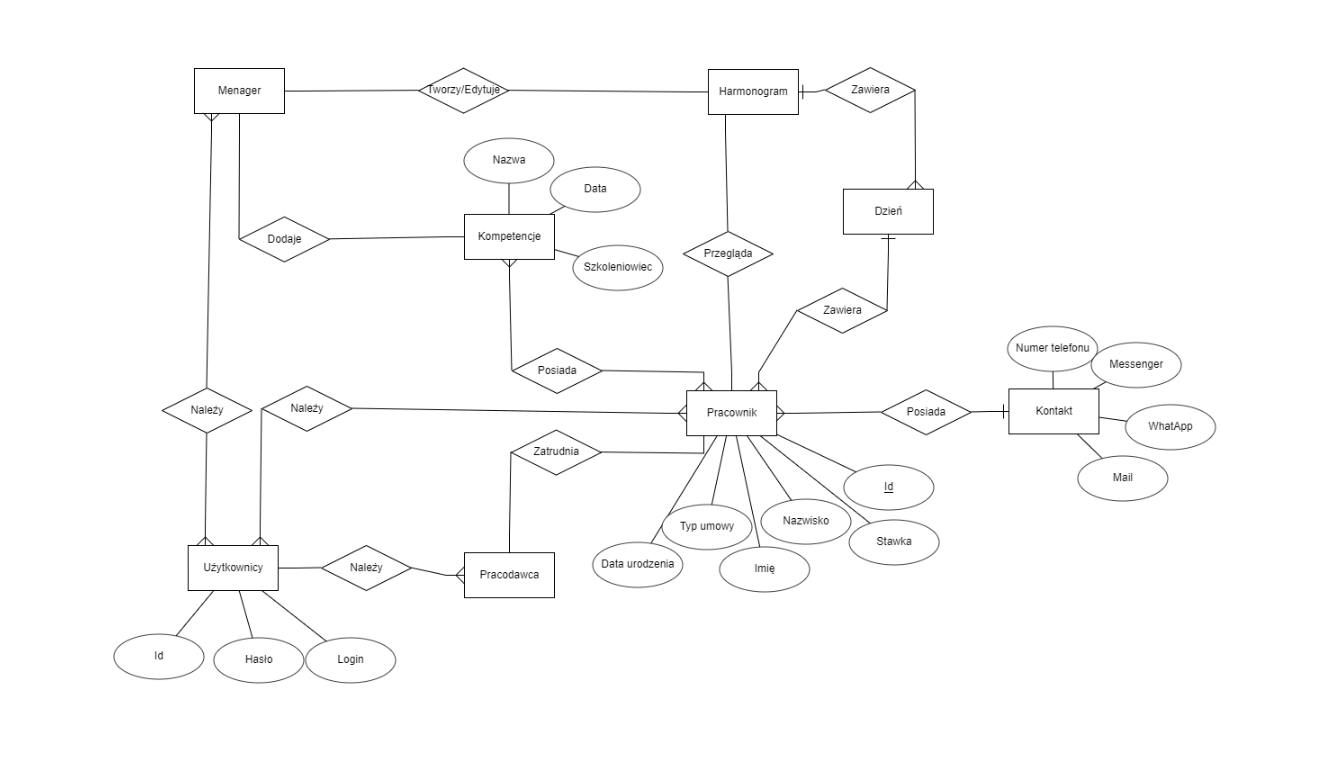 Menager
Tworzy/Edytuje
Harmonogram
Zawiera
Nazwa
Data
Dzień
Dodaje
Kompetencje
Przegląda
Szkoleniowiec
Zawiera
Numer telefonu
Messenger
Posiada
Należy
Należy
Pracownik
Posiada
Kontakt
WhatApp
Zatrudnia
Mail
Id
Typ umowy
Nazwisko
Stawka
Data urodzenia
Imię
Użytkownicy
Należy
Pracodawca
Id
Hasło
Login